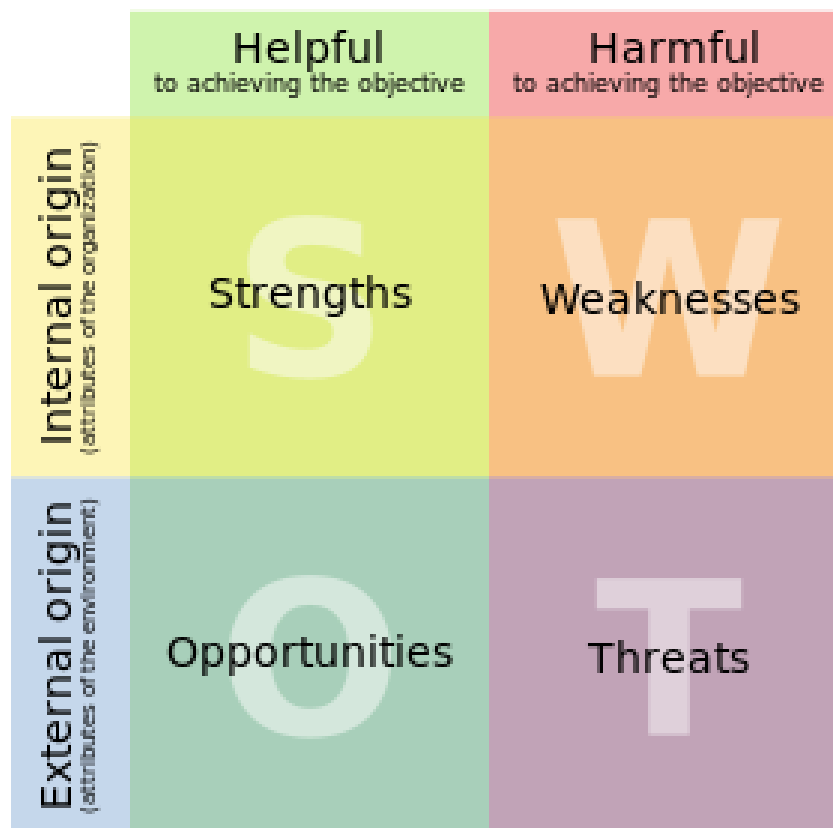 Helpful
to achieving the objective
Harmful
to achieving the objective
Internal origin
(attributes of the organization)
S
Strengths
W
Weaknesses
External origin
(attributes of the environment)
O
Opportunities
T
Threats